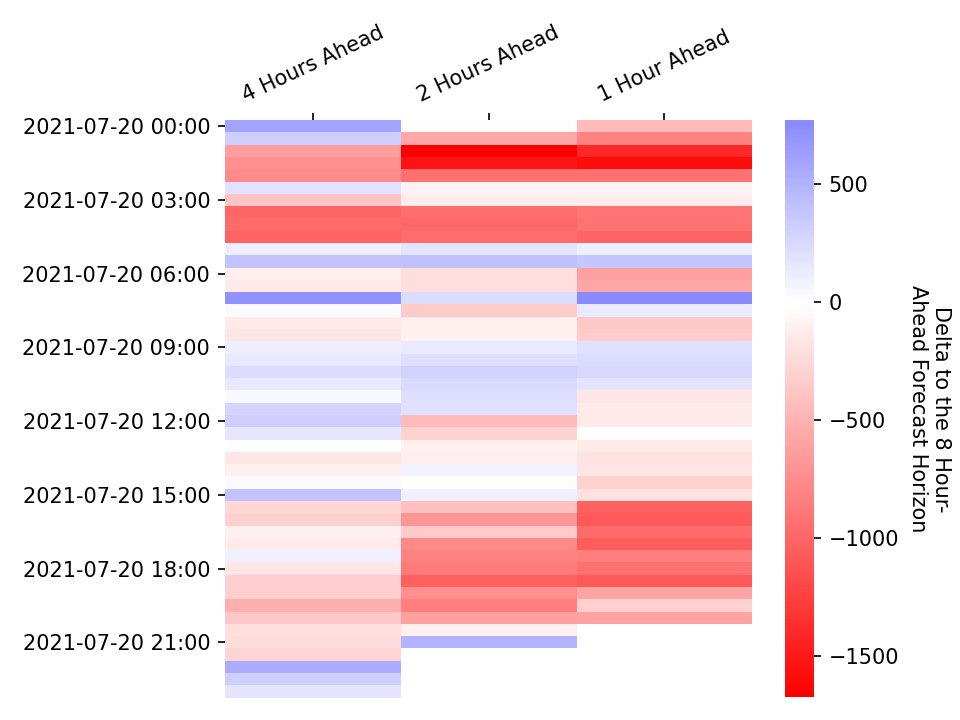 4 Hours Ahead
2 Hours Ahead
1 Hour Ahead
2021-07-20 00:00
2021-07-20 03:00
2021-07-20 06:00
2021-07-20 09:00
2021-07-20 12:00
2021-07-20 15:00
2021-07-20 18:00
2021-07-20 21:00
500
0
−500
−1000
−1500
Delta to the 8 Hour-
Ahead Forecast Horizon